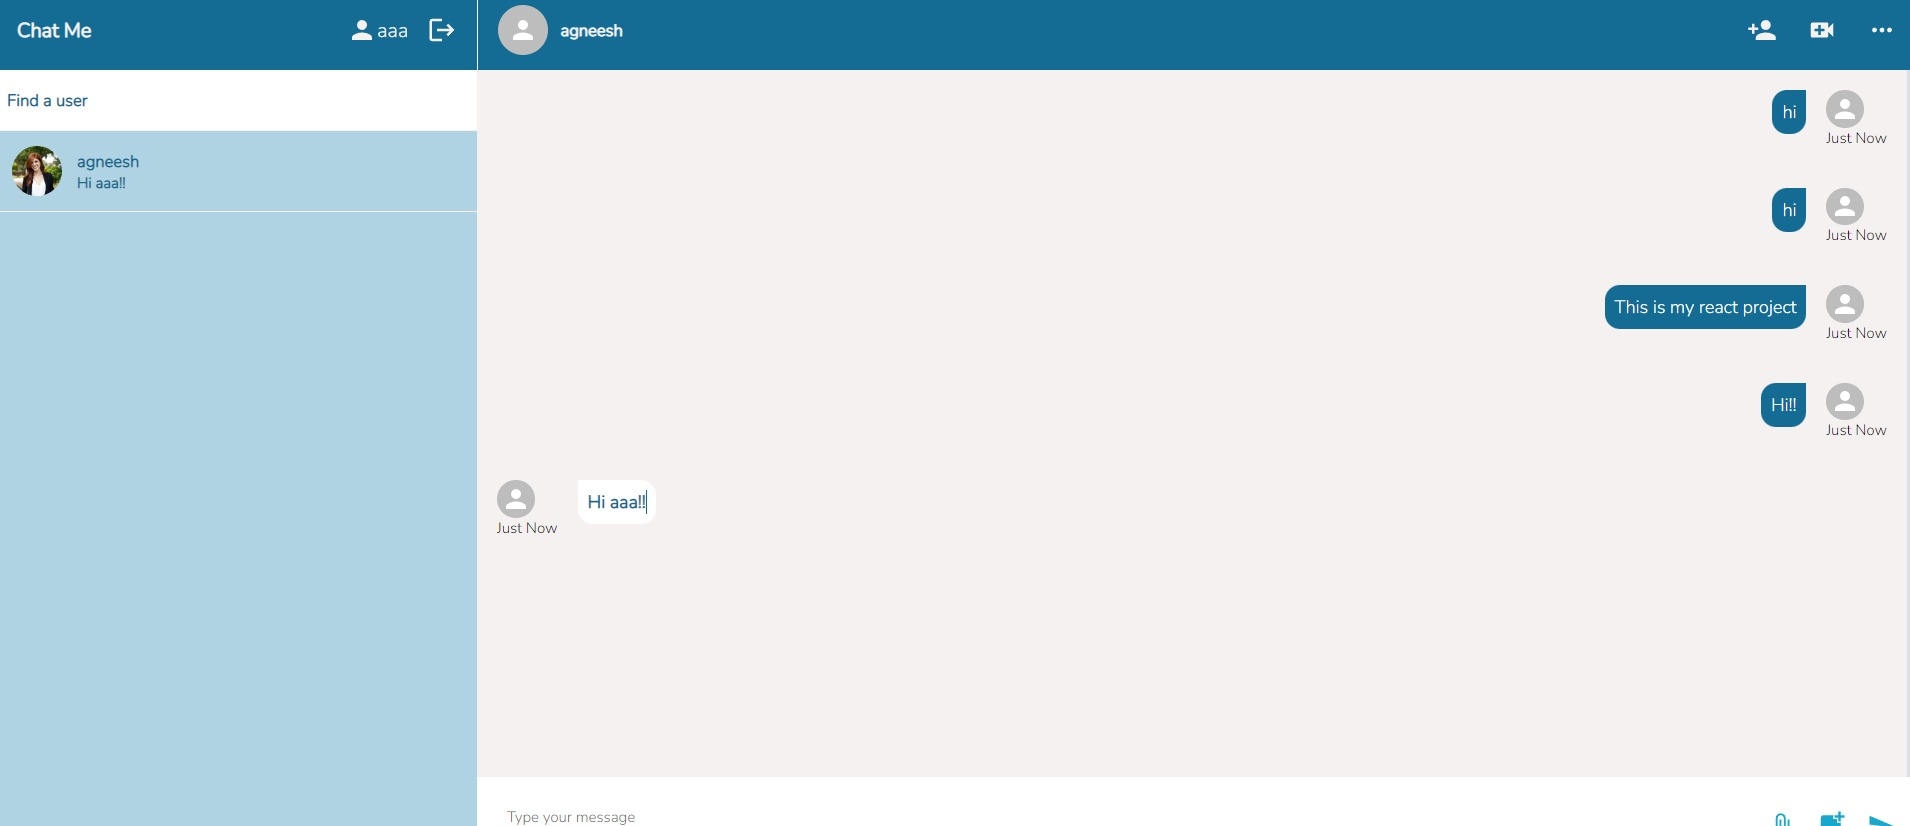 Chat Me
aaa
agneesh
Find a user
agneesh
Hi aaa!!
hi
Just Now
hi
Just Now
This is my react project
Just Now
Hi!!
Just Now
Hi aaa!!
Just Now
Type your message